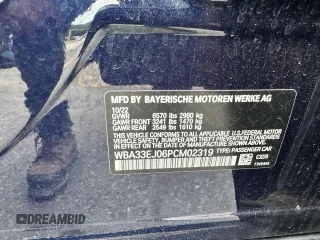 MFD BY BAYERISCHE MOTOREN WERKE AG
10/22
GVWR 6570 lbs 2980 kg
GAWR FRONT 3241 lbs 1470 kg
GAWR REAR 3549 lbs 1610 kg
THIS VEHICLE CONFORMS TO ALL APPLICABLE FEDERAL MOTOR
VEHICLE SAFETY, BUMPER, AND THEFT PREVENTION STANDARDS
IN EFFECT ON THE DATE OF MANUFACTURE SHOWN ABOVE.
WBA33EJ06PCM02319 TYPE: PASSENGER CAR
DREAMBID